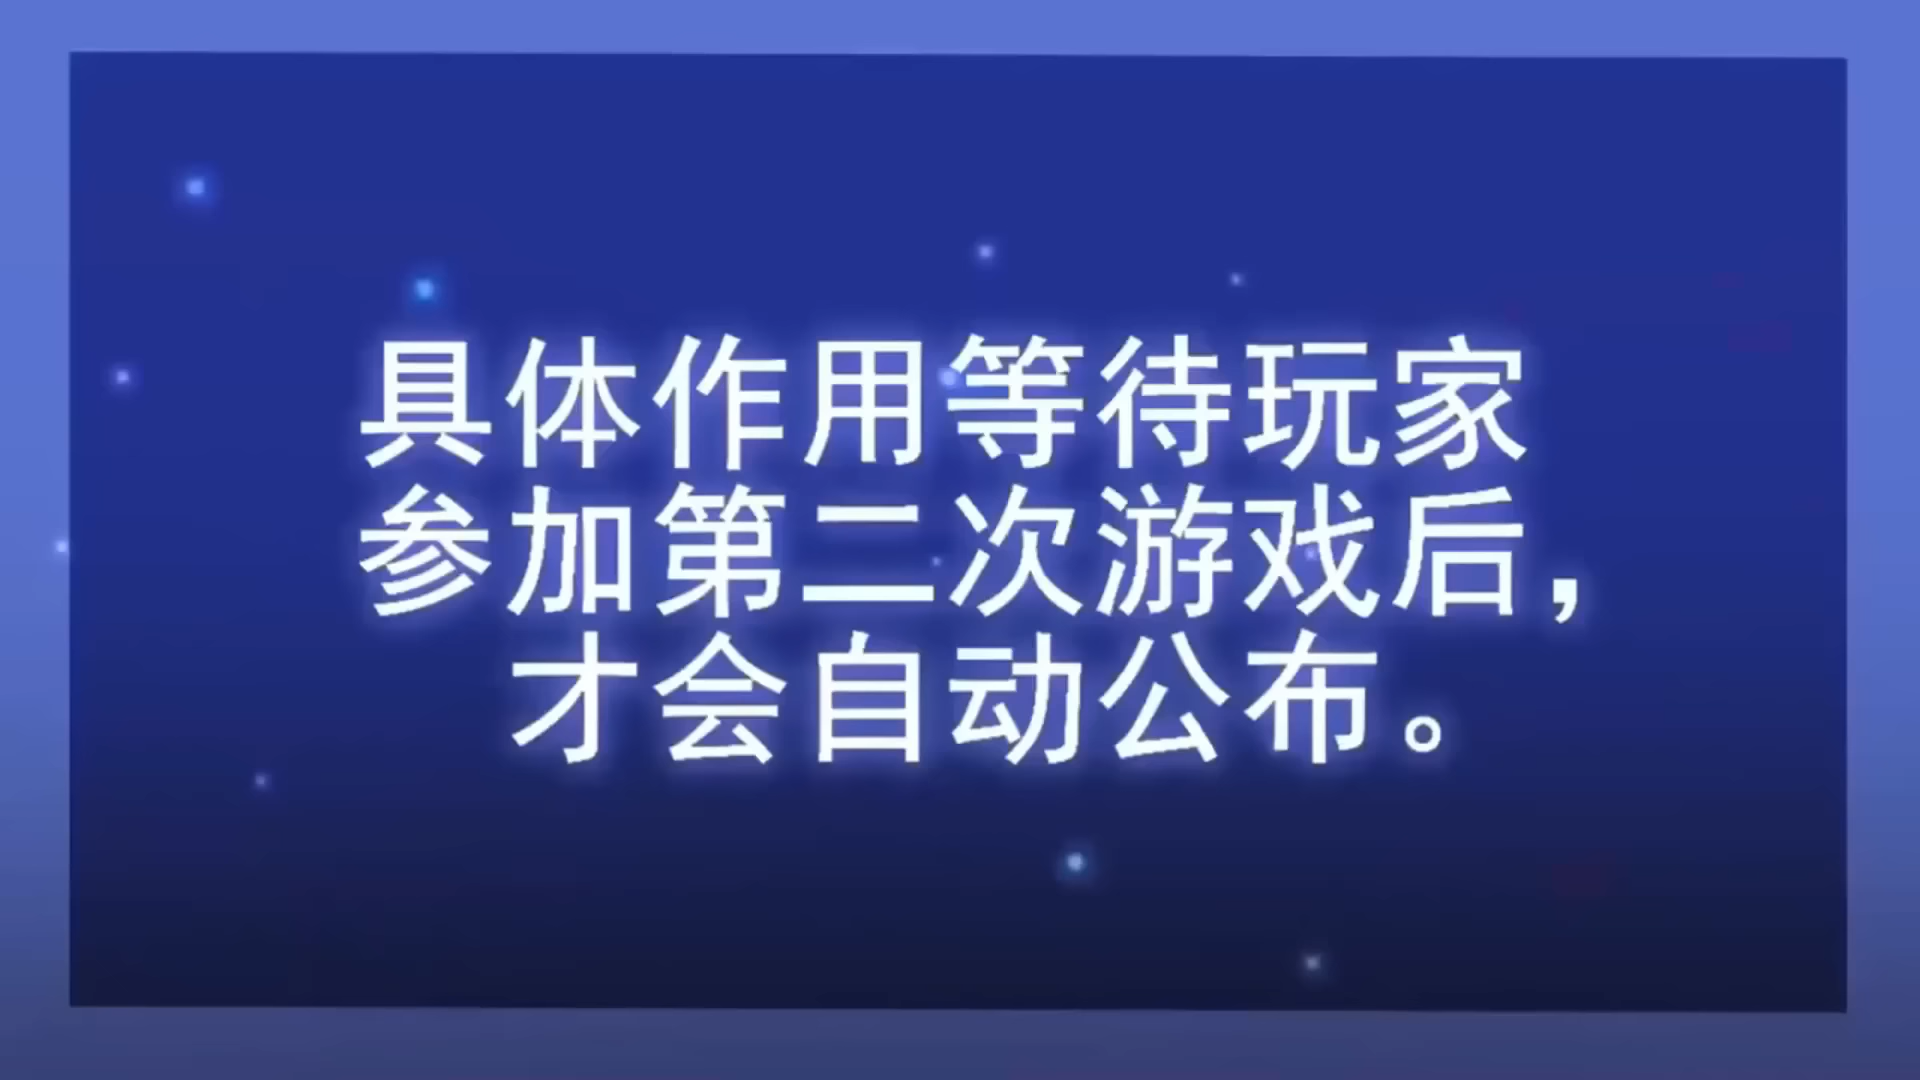 具体作用等待玩家
参加第二次游戏后，
才会自动公布。